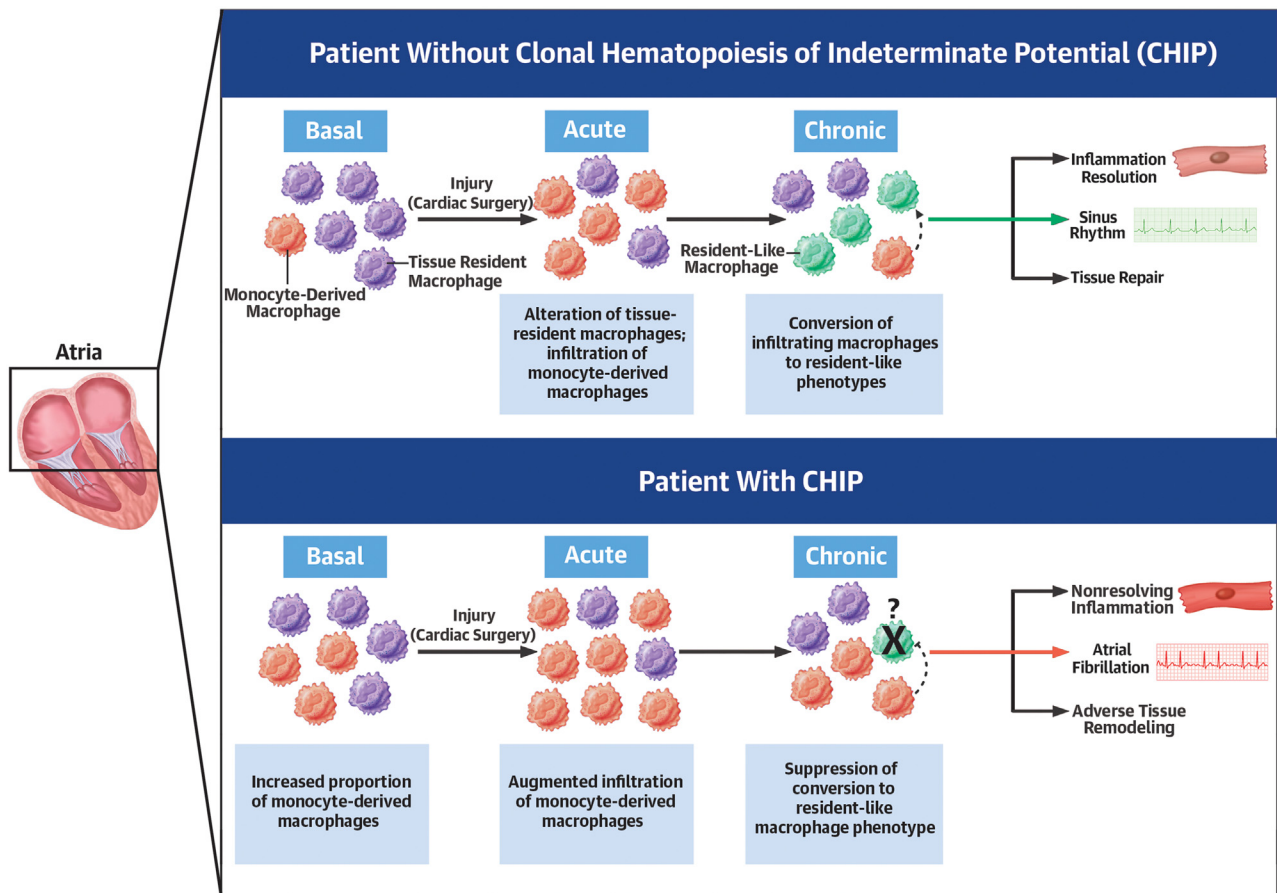 Patient Without Clonal Hematopoiesis of Indeterminate Potential (CHIP)
Basal
Acute
Chronic
Injury
(Cardiac Surgery)
Monocyte-Derived
Macrophage
Tissue Resident
Macrophage
Resident-Like
Macrophage
Inflammation
Resolution
Sinus
Rhythm
Tissue Repair
Alteration of tissue-
resident macrophages;
infiltration of
monocyte-derived
macrophages
Conversion of
infiltrating macrophages
to resident-like
phenotypes
Atria
Patient With CHIP
Basal
Acute
Chronic
Injury
(Cardiac Surgery)
?
X
Nonresolving
Inflammation
Atrial
Fibrillation
Adverse Tissue
Remodeling
Increased proportion
of monocyte-derived
macrophages
Augmented infiltration
of monocyte-derived
macrophages
Suppression of
conversion to
resident-like
macrophage phenotype